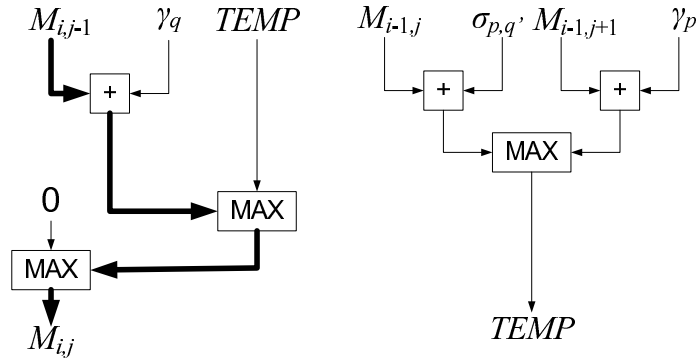 M_{i,j-1} γ_q TEMP M_{i-1,j} σ_{p,q'} M_{i-1,j+1} γ_p
+ + +
MAX
0 MAX
MAX
M_{i,j} TEMP